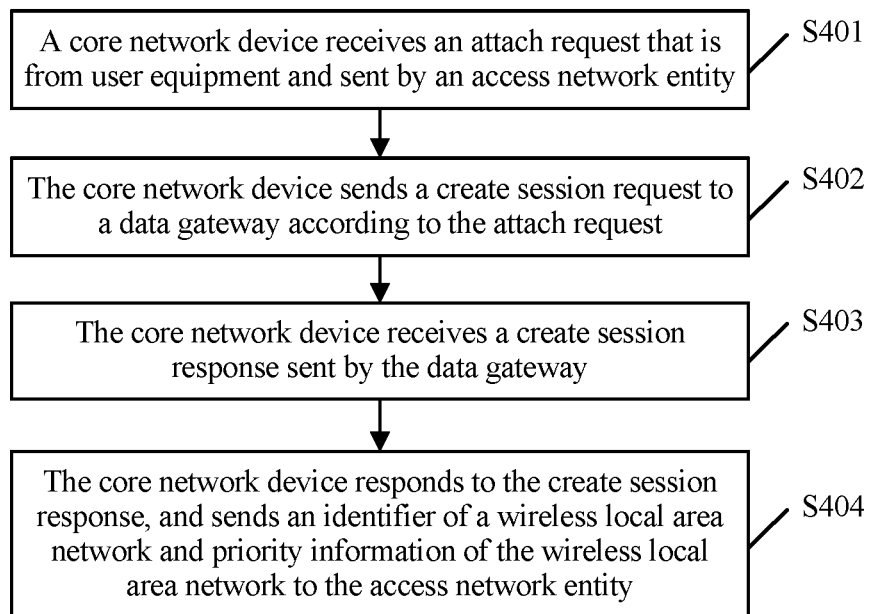 A core network device receives an attach request that is
from user equipment and sent by an access network entity
S401
The core network device sends a create session request to
a data gateway according to the attach request
S402
The core network device receives a create session
response sent by the data gateway
S403
The core network device responds to the create session
response, and sends an identifier of a wireless local area
network and priority information of the wireless local
area network to the access network entity
S404